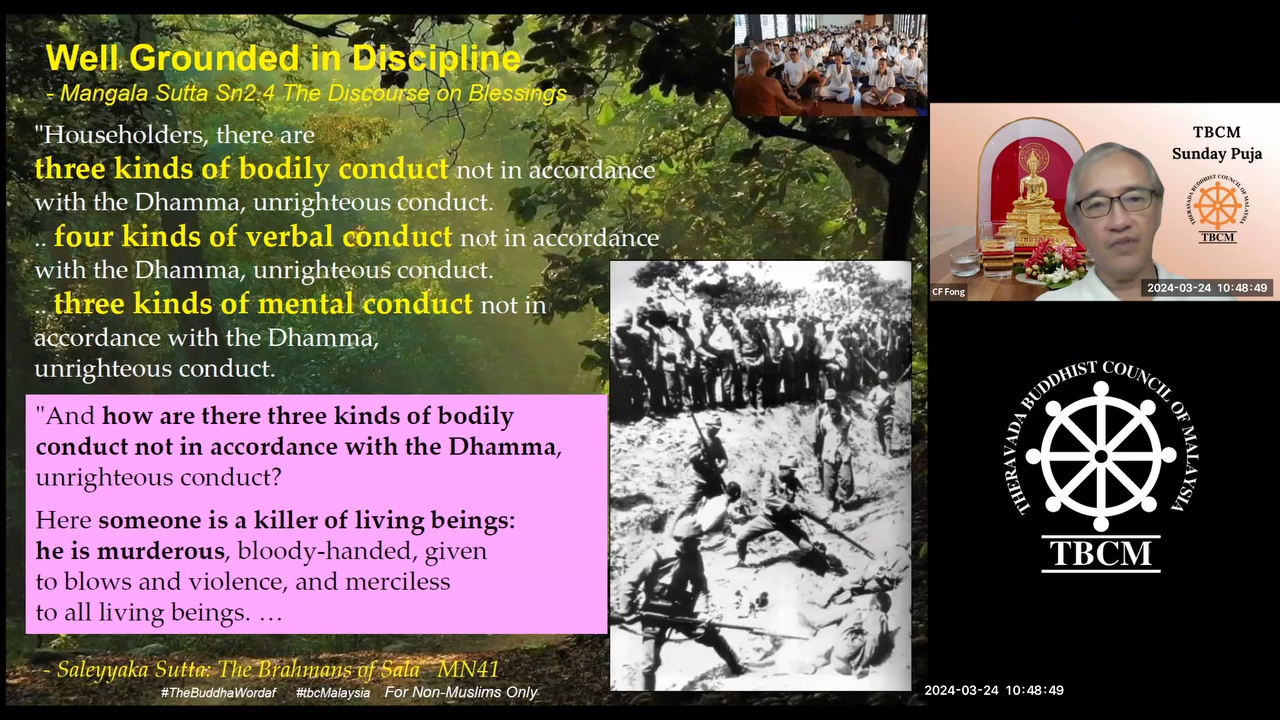 Well Grounded in Discipline
- Mangala Sutta Sn2.4 The Discourse on Blessings
"Householders, there are
three kinds of bodily conduct not in accordance
with the Dhamma, unrighteous conduct.
.. four kinds of verbal conduct not in accordance
with the Dhamma, unrighteous conduct.
.. three kinds of mental conduct not in
accordance with the Dhamma,
unrighteous conduct.
"And how are there three kinds of bodily
conduct not in accordance with the Dhamma,
unrighteous conduct?
Here someone is a killer of living beings:
he is murderous, bloody-handed, given
to blows and violence, and merciless
to all living beings. …
- Saleyyaka Sutta: The Brahmans of Sala MN41
#TheBuddhaWordaf #tbcMalaysia For Non-Muslims Only
TBCM
Sunday Puja
THERAVADA BUDDHIST COUNCIL OF MALAYSIA
TBCM
CF Fong
2024-03-24 10:48:49
THERAVADA BUDDHIST COUNCIL OF MALAYSIA
TBCM
2024-03-24 10:48:49